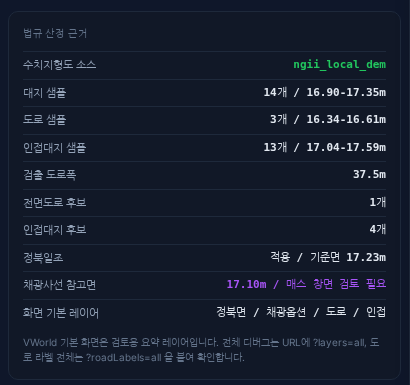 법규 산정 근거
수치지형도 소스 ngii_local_dem
대지 샘플 14개 / 16.90-17.35m
도로 샘플 3개 / 16.34-16.61m
인접대지 샘플 13개 / 17.04-17.59m
검출 도로폭 37.5m
전면도로 후보 1개
인접대지 후보 4개
정북일조 적용 / 기준면 17.23m
채광사선 참고면 17.10m / 매스 창면 검토 필요
화면 기본 레이어 정북면 / 채광옵션 / 도로 / 인접
VWorld 기본 화면은 검토용 요약 레이어입니다. 전체 디버그는 URL에 ?layers=all, 도
로 라벨 전체는 ?roadLabels=all 을 붙여 확인합니다.